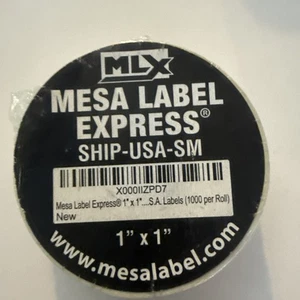 MLX
MESA LABEL
EXPRESS®
SHIP-USA-SM
X000IIZPD7
Mesa Label Express® 1" x 1"....S.A. Labels (1000 per Roll)
New
1" x 1"
www.mesalabel.com